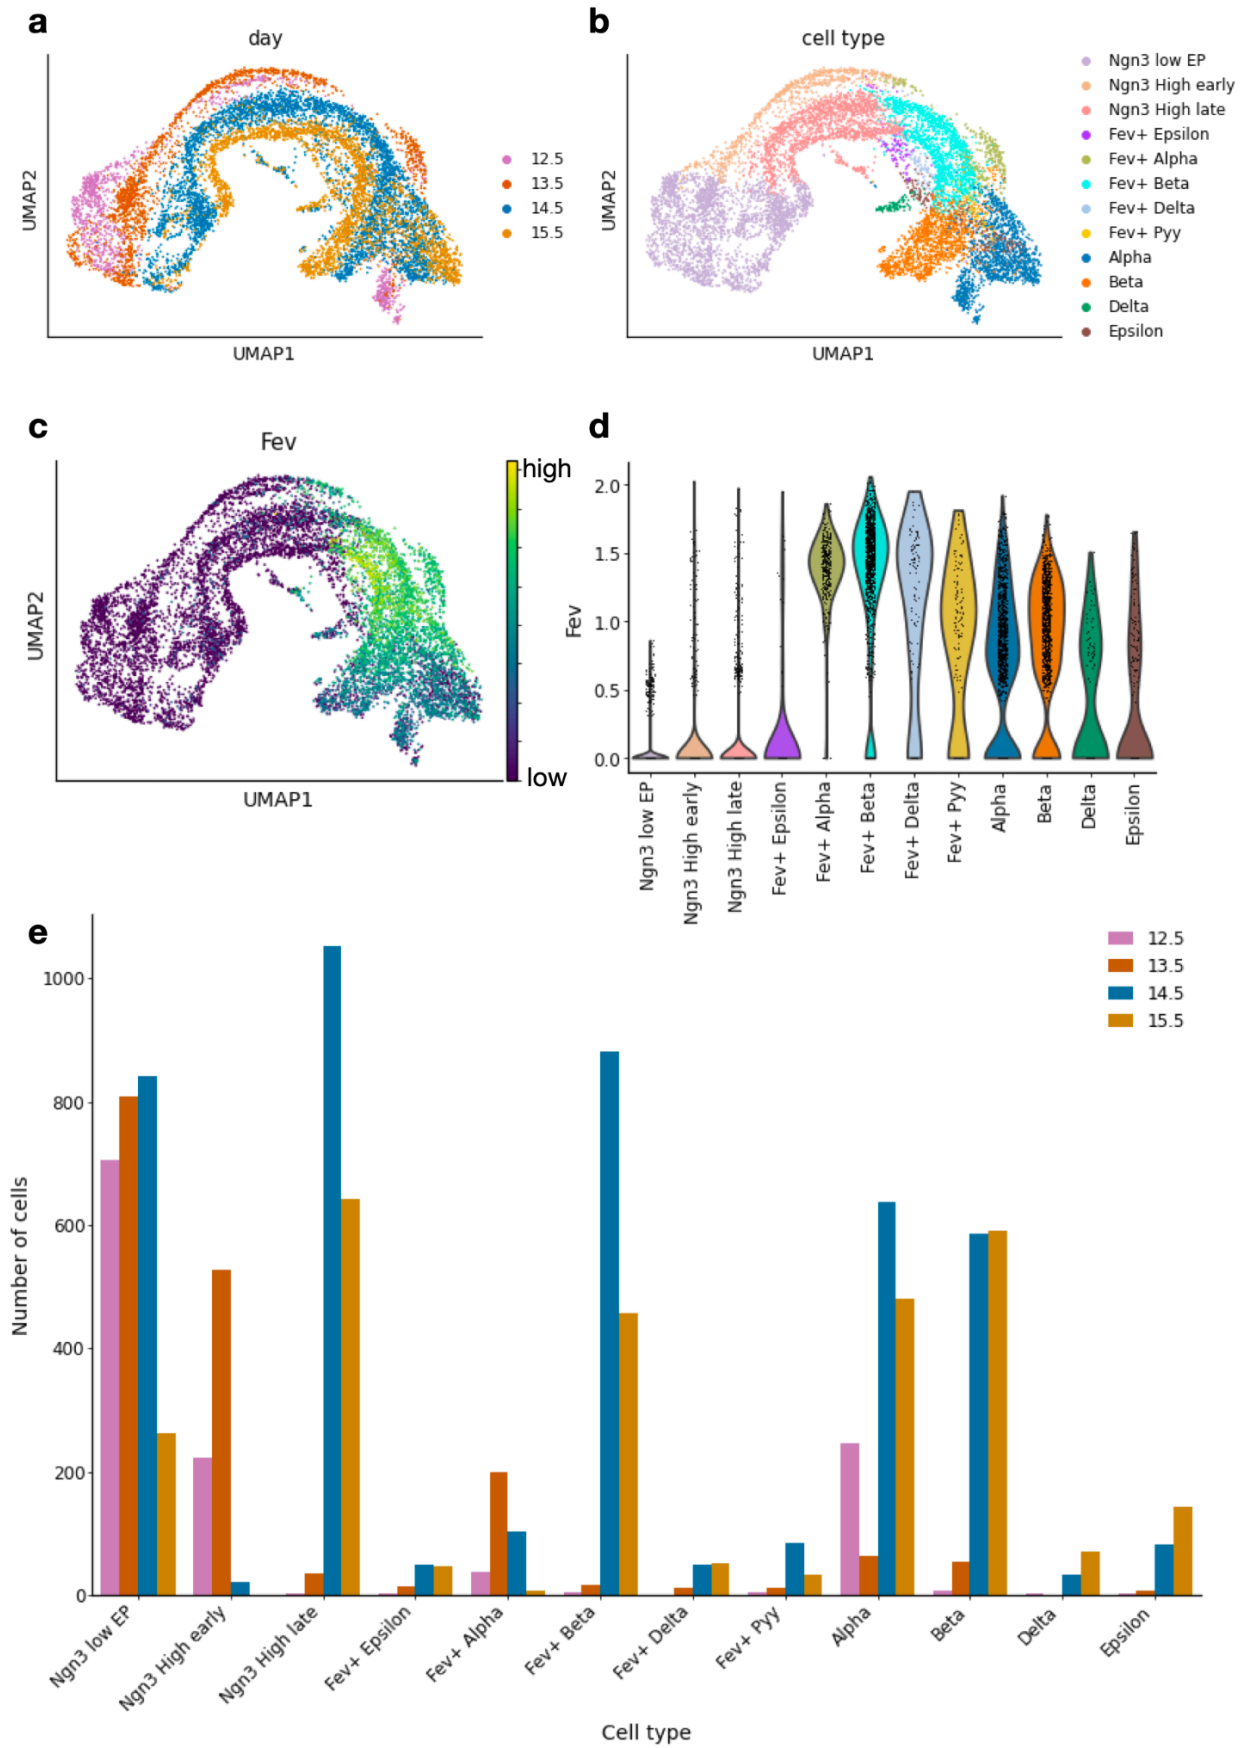 a
day
UMAP2
UMAP1
12.5
13.5
14.5
15.5
b
cell type
UMAP2
UMAP1
Ngn3 low EP
Ngn3 High early
Ngn3 High late
Fev+ Epsilon
Fev+ Alpha
Fev+ Beta
Fev+ Delta
Fev+ Pyy
Alpha
Beta
Delta
Epsilon
c
Fev
UMAP2
UMAP1
high
low
d
Fev
2.0
1.5
1.0
0.5
0.0
Ngn3 low EP
Ngn3 High early
Ngn3 High late
Fev+ Epsilon
Fev+ Alpha
Fev+ Beta
Fev+ Delta
Fev+ Pyy
Alpha
Beta
Delta
Epsilon
e
12.5
13.5
14.5
15.5
Number of cells
1000
800
600
400
200
0
Ngn3 low EP
Ngn3 High early
Ngn3 High late
Fev+ Epsilon
Fev+ Alpha
Fev+ Beta
Fev+ Delta
Fev+ Pyy
Alpha
Beta
Delta
Epsilon
Cell type